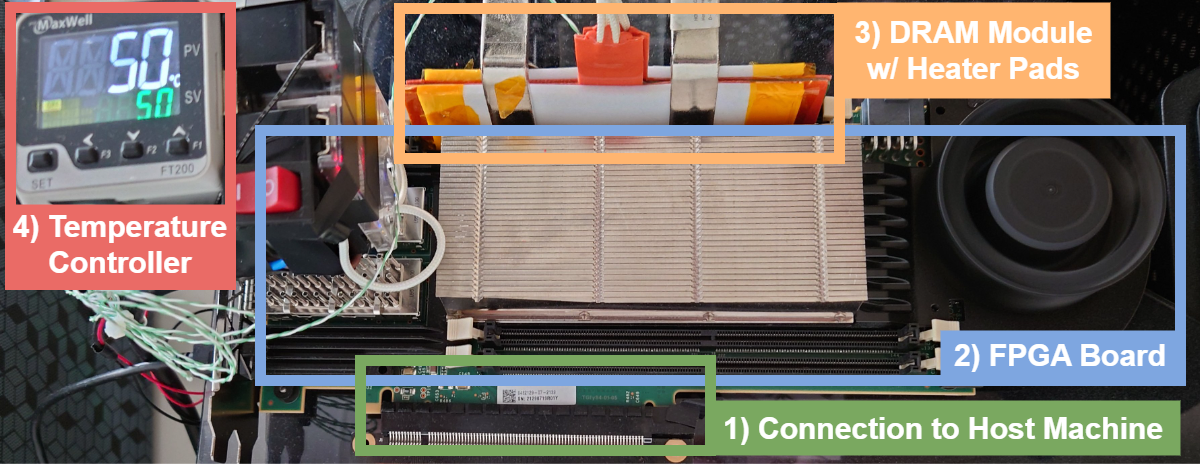 MaxWell
50
PV
°C
50
SV
F3
F2
F1
SET
FT200
4) Temperature
Controller
3) DRAM Module
w/ Heater Pads
2) FPGA Board
1) Connection to Host Machine